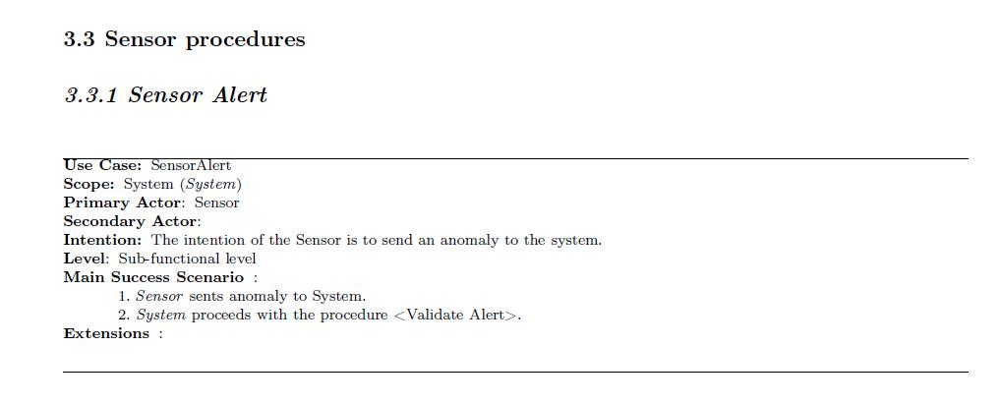 3.3 Sensor procedures
3.3.1 Sensor Alert
Use Case: SensorAlert
Scope: System (System)
Primary Actor: Sensor
Secondary Actor:
Intention: The intention of the Sensor is to send an anomaly to the system.
Level: Sub-functional level
Main Success Scenario :
1. Sensor sents anomaly to System.
2. System proceeds with the procedure <Validate Alert>.
Extensions :